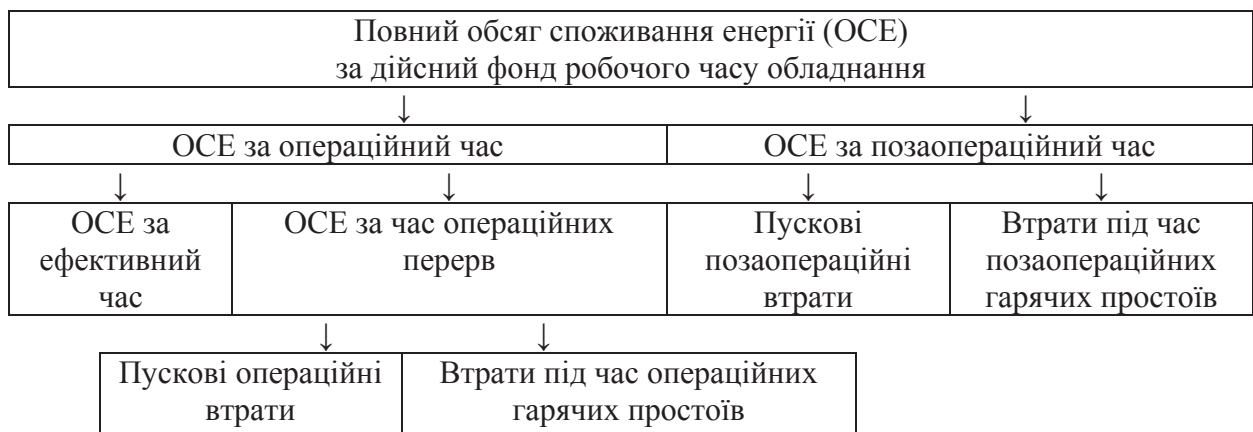 Повний обсяг споживання енергії (ОСЕ)
за дійсний фонд робочого часу обладнання
↓ ↓
ОСЕ за операційний час ОСЕ за позаопераційний час
↓ ↓ ↓ ↓
ОСЕ за
ефективний
час
ОСЕ за час операційних
перерв
Пускові
позаопераційні
втрати
Втрати під час
позаопераційних
гарячих простоїв
↓ ↓
Пускові операційні
втрати
Втрати під час операційних
гарячих простоїв